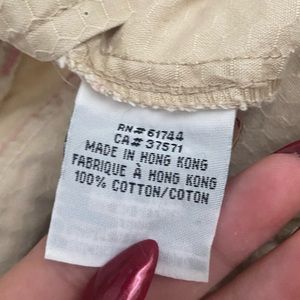 RN# 61744
CA# 37571
MADE IN HONG KONG
FABRIQUE À HONG KONG
100% COTTON/COTON